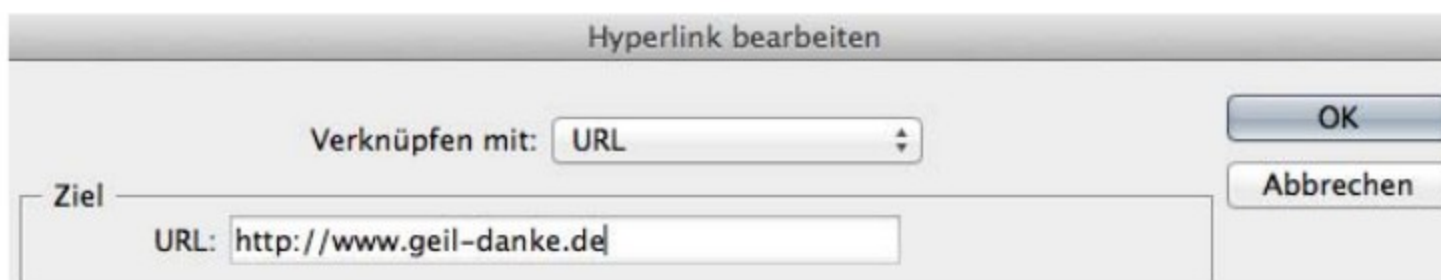 Hyperlink bearbeiten
Verknüpfen mit: URL
OK
Abbrechen
Ziel
URL: http://www.geil-danke.de